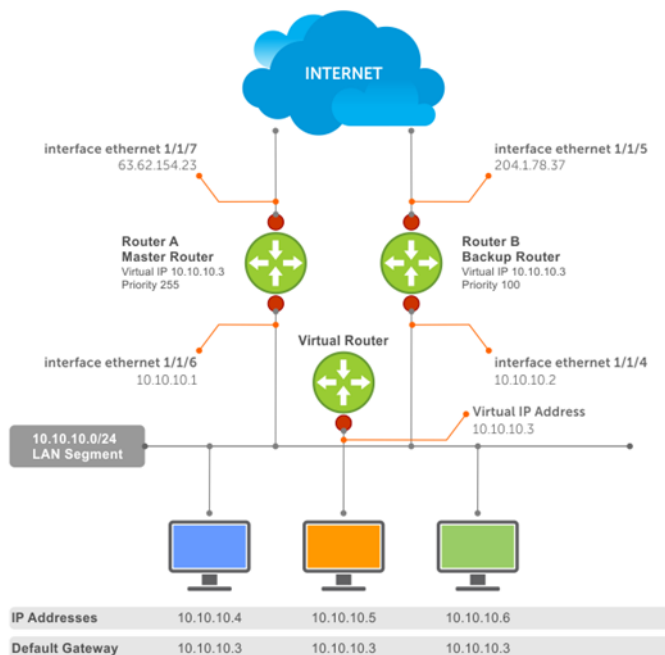 INTERNET
interface ethernet 1/1/7
63.62.154.23
interface ethernet 1/1/5
204.1.78.37
Router A
Master Router
Virtual IP 10.10.10.3
Priority 255
Router B
Backup Router
Virtual IP 10.10.10.3
Priority 100
interface ethernet 1/1/6
10.10.10.1
Virtual Router
interface ethernet 1/1/4
10.10.10.2
Virtual IP Address
10.10.10.3
10.10.10.0/24
LAN Segment
IP Addresses 10.10.10.4 10.10.10.5 10.10.10.6
Default Gateway 10.10.10.3 10.10.10.3 10.10.10.3